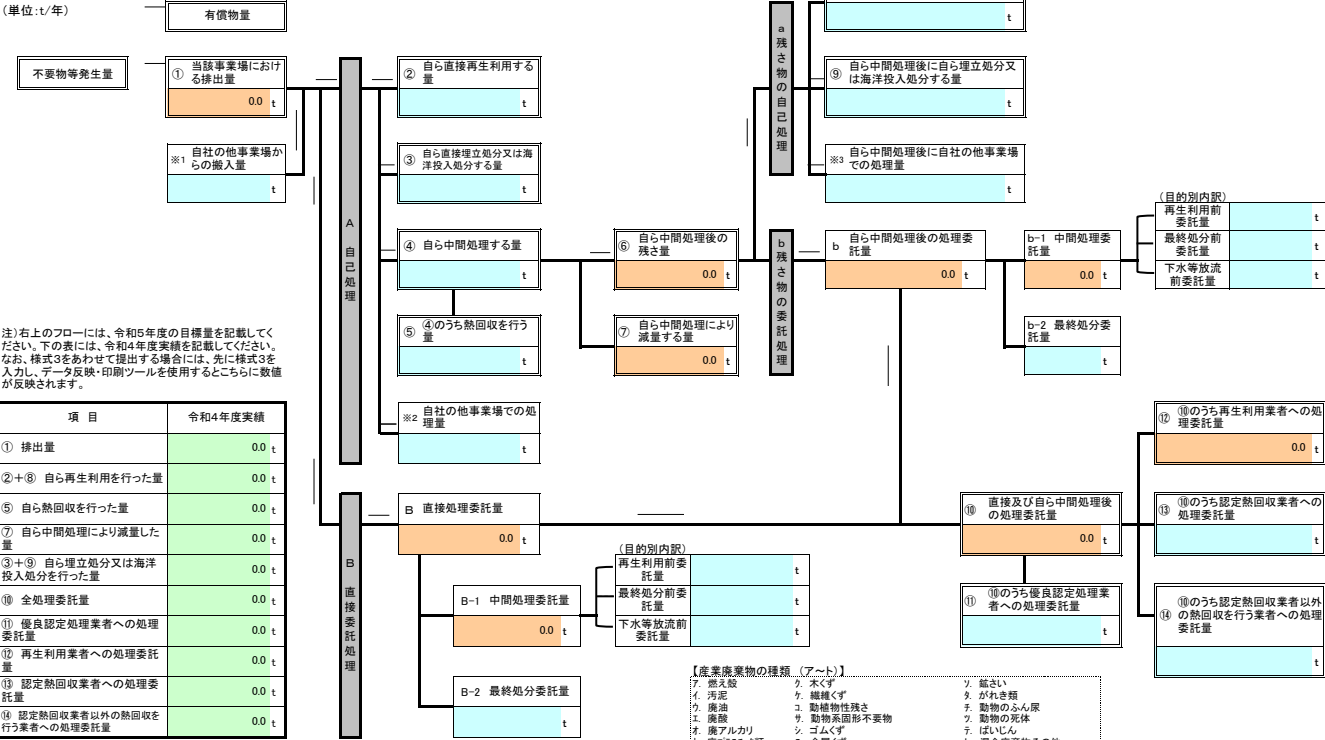 (単位:t/年)
有償物量
t
不要物等発生量
① 当該事業場におけ
る排出量
0.0 t
※1 自社の他事業場か
らの搬入量
t
A 自己処理
② 自ら直接再生利用する
量
t
③ 自ら直接埋立処分又は海
洋投入処分する量
t
④ 自ら中間処理する量
t
⑤ ④のうち熱回収を行う
量
t
※2 自社の他事業場での処
理量
t
⑥ 自ら中間処理後の
残さ量
0.0 t
⑦ 自ら中間処理により
減量する量
0.0 t
a 残さ物の自己処理
⑨ 自ら中間処理後に自ら埋立処分又
は海洋投入処分する量
t
※3 自ら中間処理後に自社の他事業場
での処理量
t
b 残さ物の委託処理
b 自ら中間処理後の処理委
託量
0.0 t
b-1 中間処理委
託量
0.0 t
(目的別内訳)
再生利用前
委託量
t
最終処分前
委託量
t
下水等放流
前委託量
t
b-2 最終処分委
託量
t
注)右上のフローには、令和5年度の目標量を記載してく
ださい。下の表には、令和4年度実績を記載してください。
なお、様式3をあわせて提出する場合には、先に様式3を
入力し、データ反映・印刷ツールを使用するとこちらに数値
が反映されます。
項 目 令和4年度実績
① 排出量 0.0 t
②+⑧ 自ら再生利用を行った量 0.0 t
⑤ 自ら熱回収を行った量 0.0 t
⑦ 自ら中間処理により減量した
量 0.0 t
③+⑨ 自ら埋立処分又は海洋
投入処分を行った量 0.0 t
⑩ 全処理委託量 0.0 t
⑪ 優良認定処理業者への処理
委託量 0.0 t
⑫ 再生利用業者への処理委託
量 0.0 t
⑬ 認定熱回収業者への処理委
託量 0.0 t
⑭ 認定熱回収業者以外の熱回収を
行う業者への処理委託量 0.0 t
B 直接委託処理
B 直接処理委託量
0.0 t
B-1 中間処理委託量
0.0 t
(目的別内訳)
再生利用前委
託量
t
最終処分前委
託量
t
下水等放流前
委託量
t
B-2 最終処分委託量
t
⑩ 直接及び自ら中間処理後
の処理委託量
0.0 t
⑪ ⑩のうち優良認定処理業
者への処理委託量
t
⑫ ⑩のうち再生利用業者への処
理委託量
0.0 t
⑬ ⑩のうち認定熱回収業者への
処理委託量
t
⑭ ⑩のうち認定熱回収業者以外
の熱回収を行う業者への処理
委託量
t
【産業廃棄物の種類 (ア~ト)】
ア. 燃え殻 ク. 木くず ソ. 鉱さい
イ. 汚泥 ケ. 繊維くず タ. がれき類
ウ. 廃油 コ. 動植物性残さ チ. 動物のふん尿
エ. 廃酸 サ. 動物系固形不要物 ツ. 動物の死体
オ. 廃アルカリ シ. ゴムくず テ. ばいじん